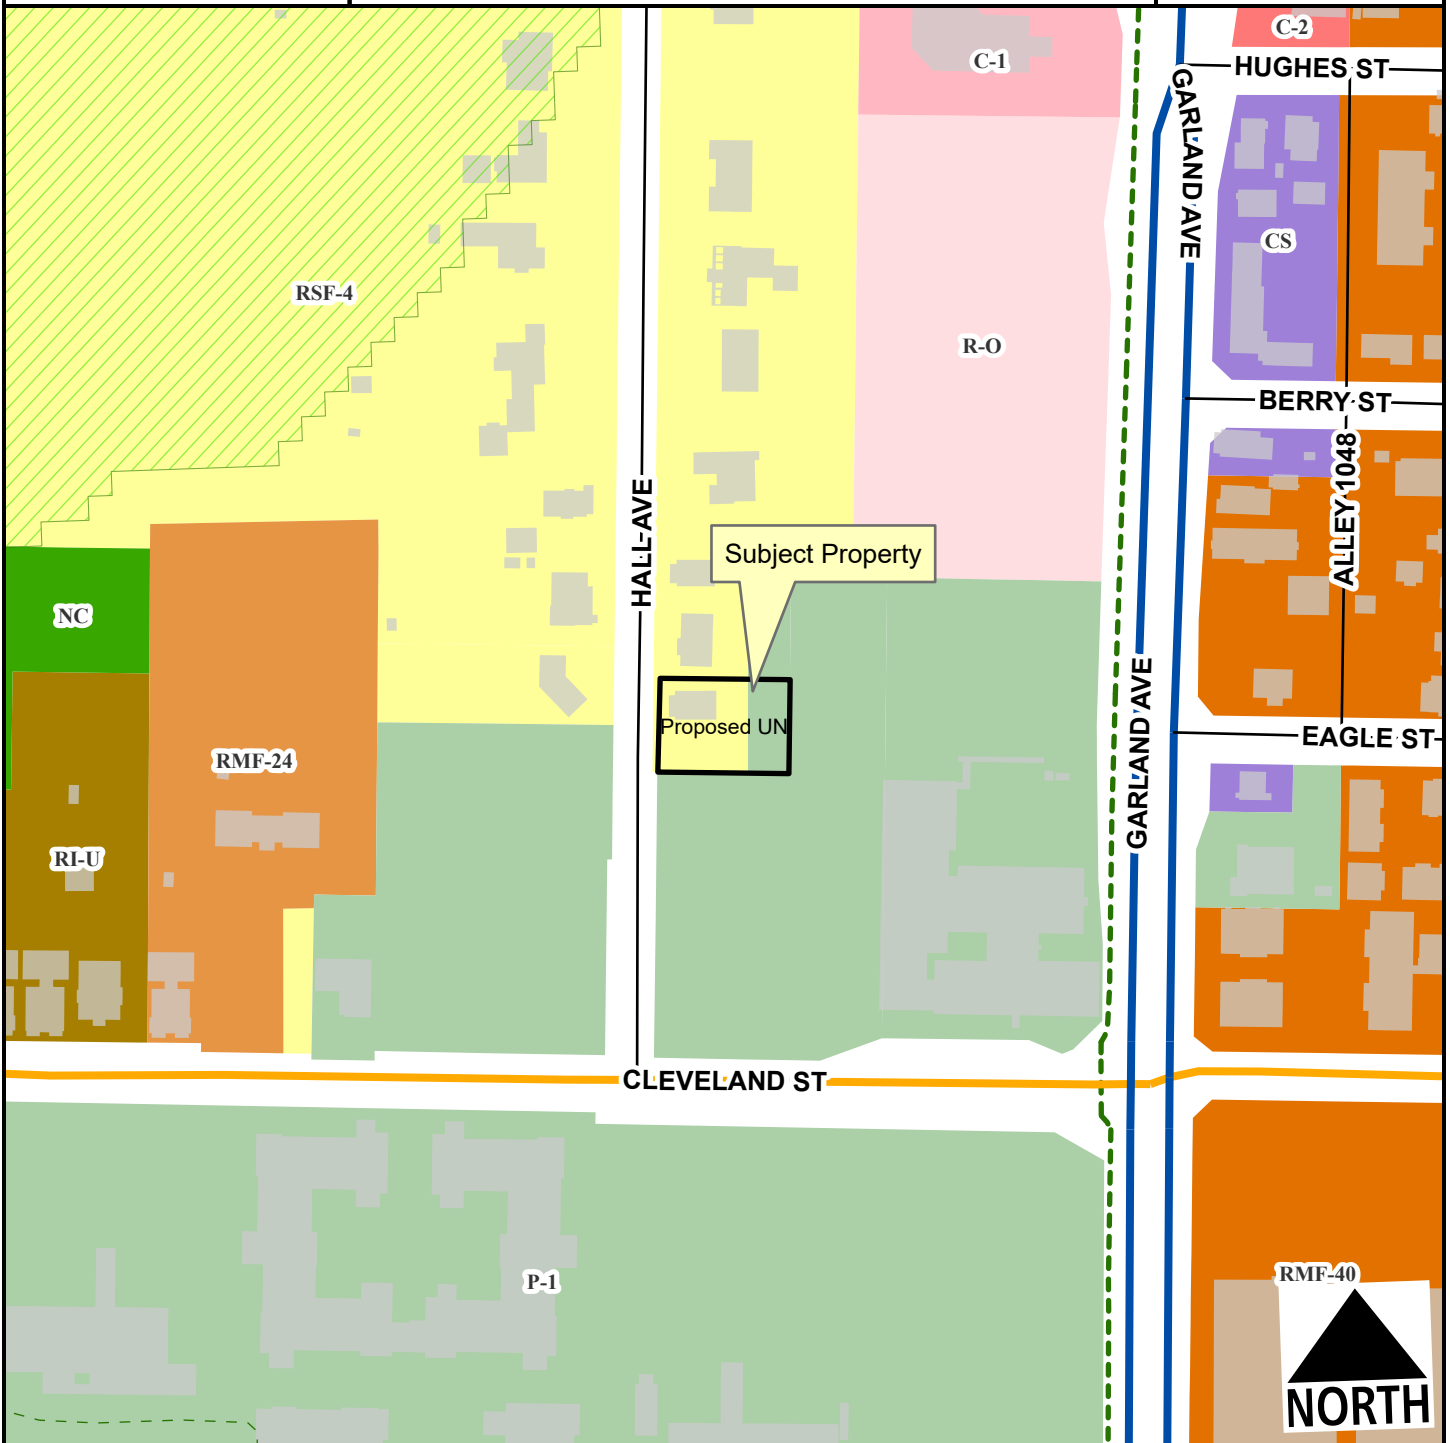 C-2
HUGHES ST
C-1
GARLAND AVE
CS
RSF-4
R-O
BERRY ST
ALLEY 1048
HALL AVE
Subject Property
NC
GARLAND AVE
Proposed UN
EAGLE ST
RMF-24
RI-U
CLEVELAND ST
P-1
RMF-40
NORTH